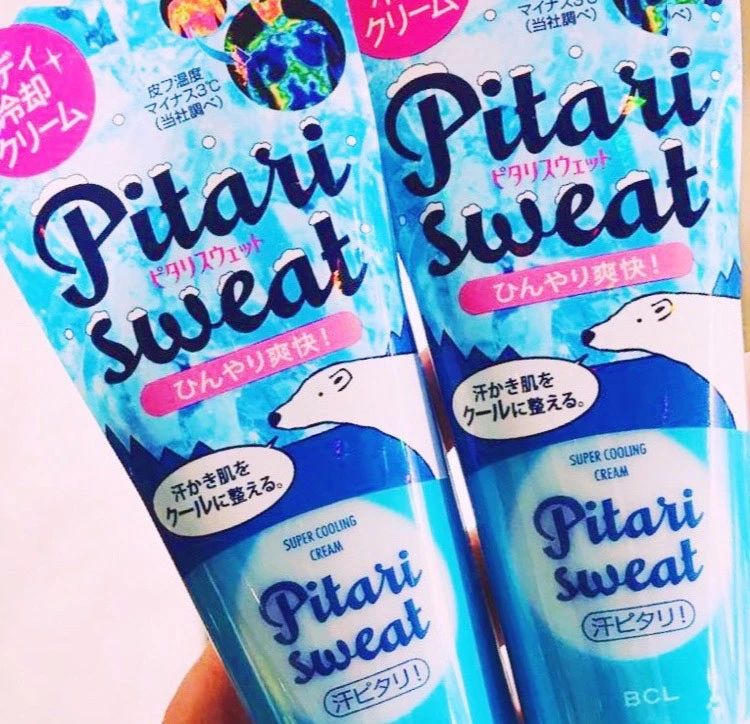 ディ
冷却
クリーム
皮フ温度
マイナス3℃
(当社調べ)
Pitari
ピタリスウェット
sweat
ひんやり爽快!
汗かき肌を
クールに整える。
SUPER COOLING
CREAM
Pitari
sweat
汗ピタリ!
クリーム
マイナス3℃
(当社調べ)
Pitari
ピタリスウェット
sweat
ひんやり爽快!
汗かき肌を
クールに整える。
SUPER COOLING
CREAM
Pitari
sweat
汗ピタリ!
BCL